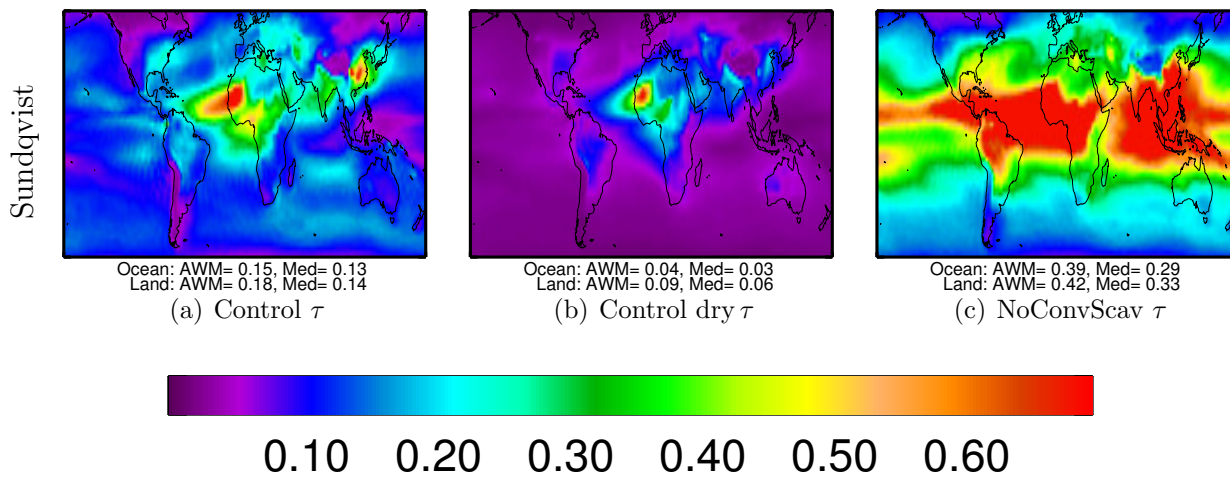 Sundqvist
Ocean: AWM= 0.15, Med= 0.13
Land: AWM= 0.18, Med= 0.14
(a) Control τ
Ocean: AWM= 0.04, Med= 0.03
Land: AWM= 0.09, Med= 0.06
(b) Control dry τ
Ocean: AWM= 0.39, Med= 0.29
Land: AWM= 0.42, Med= 0.33
(c) NoConvScav τ
0.10 0.20 0.30 0.40 0.50 0.60